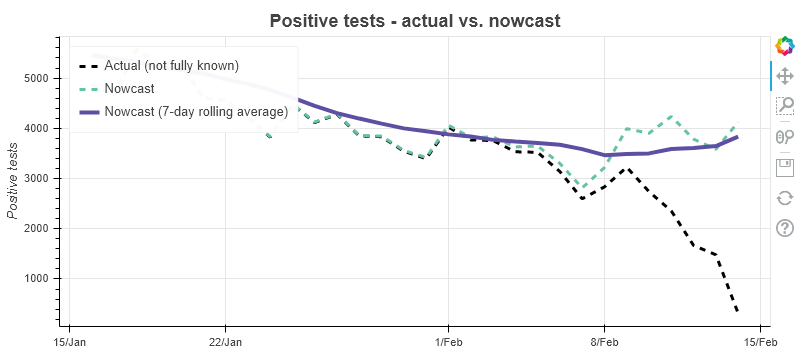 Positive tests - actual vs. nowcast
Actual (not fully known)
Nowcast
Nowcast (7-day rolling average)
Positive tests
5000
4000
3000
2000
1000
15/Jan
22/Jan
1/Feb
8/Feb
15/Feb